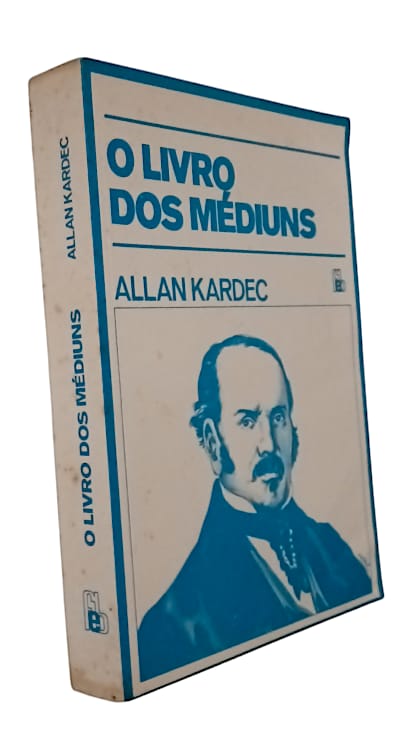 O LIVRO
DOS MÉDIUNS
ALLAN KARDEC
O LIVRO DOS MÉDIUNS
ALLAN KARDEC